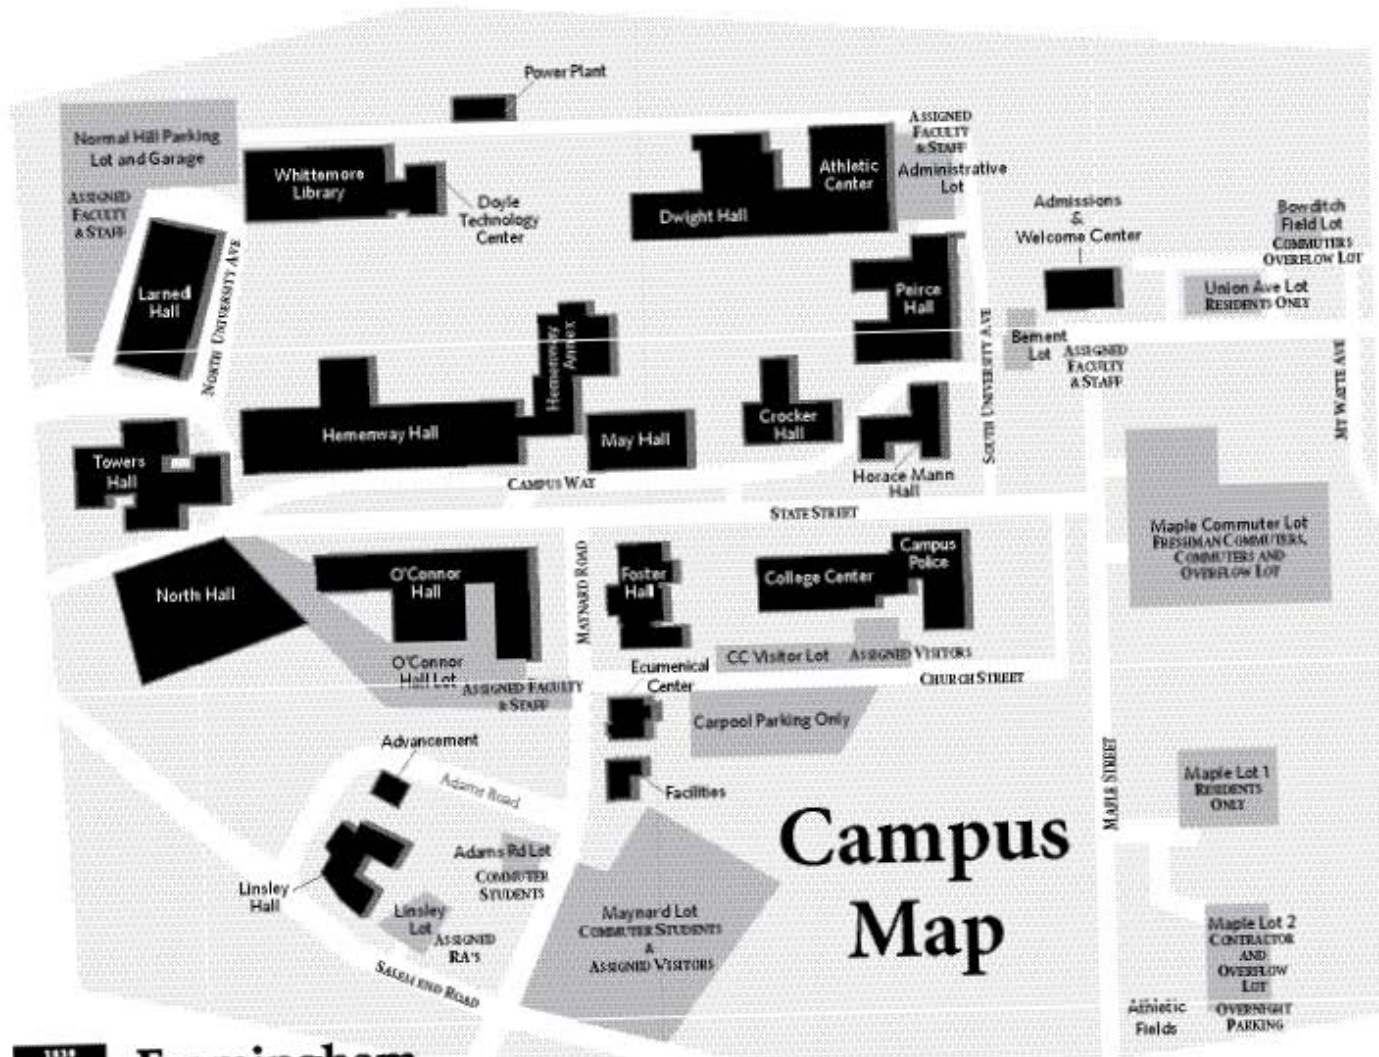 Power Plant
Normal Hill Parking
Lot and Garage
ASSIGNED
FACULTY
& STAFF
Whittemore
Library
Doyle
Technology
Center
Dwight Hall
Athletic
Center
ASSIGNED
FACULTY
& STAFF
Administrative
Lot
Admissions
&
Welcome Center
Bowditch
Field Lot
COMMUTERS
OVERFLOW LOT
Union Ave Lot
RESIDENTS ONLY
Larned
Hall
NORTH UNIVERSITY AVE
Peirce
Hall
SOUTH UNIVERSITY AVE
Bement
Lot
ASSIGNED
FACULTY
& STAFF
MT WAYTE AVE
Hemenway
Annex
Hemenway Hall
May Hall
Crocker
Hall
Horace Mann
Hall
Towers
Hall
CAMPUS WAY
STATE STREET
Maple Commuter Lot
FRESHMAN COMMUTERS,
COMMUTERS AND
OVERFLOW LOT
North Hall
O'Connor
Hall
MAYNARD ROAD
Foster
Hall
College Center
Campus
Police
O'Connor
Hall Lot
ASSIGNED FACULTY
& STAFF
Ecumenical
Center
CC Visitor Lot
ASSIGNED VISITORS
CHURCH STREET
Carpool Parking Only
Advancement
Adams Road
Facilities
MAPLE STREET
Maple Lot 1
RESIDENTS
ONLY
Campus
Map
Adams Rd Lot
COMMUTER
STUDENTS
Linsley
Hall
Linsley
Lot
ASSIGNED
RA'S
SALEM END ROAD
Maynard Lot
COMMUTER STUDENTS
&
ASSIGNED VISITORS
Maple Lot 2
CONTRACTOR
AND
OVERFLOW
LOT
OVERNIGHT
PARKING
Athletic
Fields
1839
Framingham